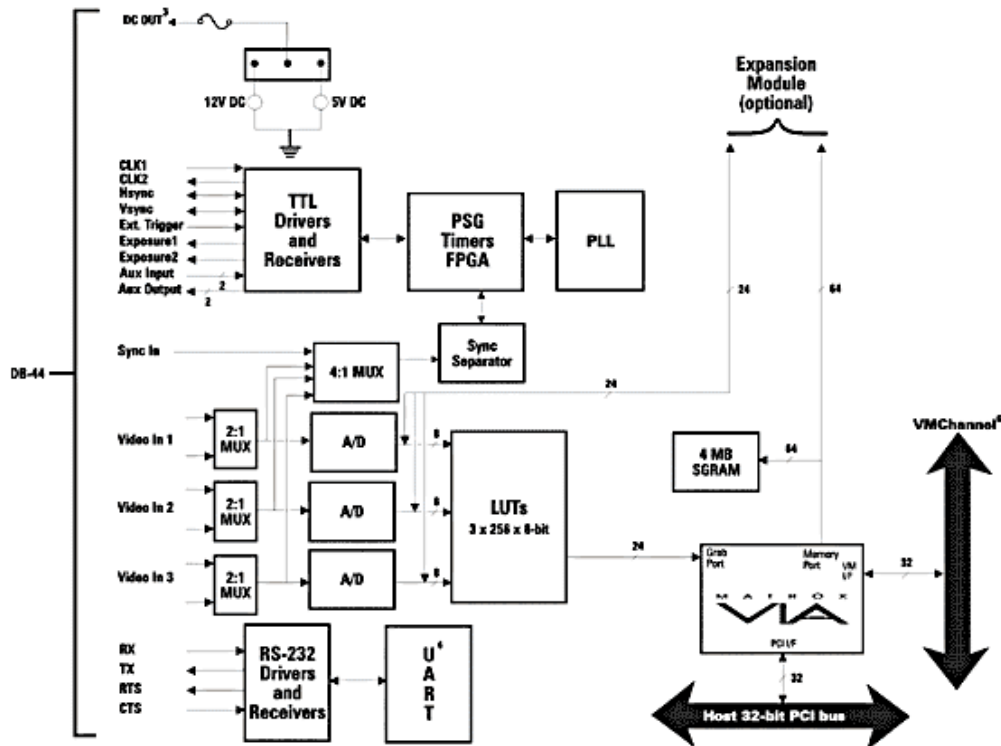 DC OUT3
12V DC
5V DC
Expansion
Module
(optional)
CLK1
CLK2
Hsync
Vsync
Ext. Trigger
Exposure1
Exposure2
Aux Input
Aux Output
2
2
TTL
Drivers
and
Receivers
PSG
Timers
FPGA
PLL
24
64
Sync In
4:1 MUX
Sync
Separator
DB-44
24
Video In 1
2:1
MUX
A/D
8
Video In 2
2:1
MUX
A/D
8
Video In 3
2:1
MUX
A/D
8
LUTs
3 x 256 x 8-bit
4 MB
SGRAM
64
VMChannel
24
Grab
Port
Memory
Port
VM
I/F
MATROX
VIA
PCI I/F
32
32
Host 32-bit PCI bus
RX
TX
RTS
CTS
RS-232
Drivers
and
Receivers
UART4